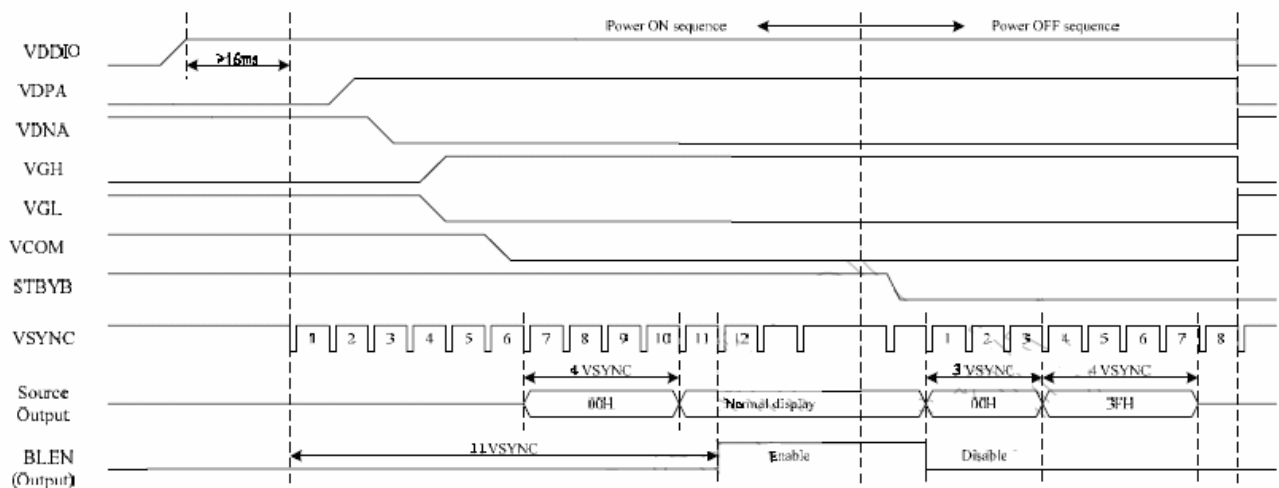 Power ON sequence Power OFF sequence
VDDIO
>16ms
VDPA
VDNA
VGH
VGL
VCOM
STBYB
VSYNC 1 2 3 4 5 6 7 8 9 10 11 12 1 2 3 4 5 6 7 8
4 VSYNC 3 VSYNC 4 VSYNC
Source
Output
00H Normal display 00H 3FH
11 VSYNC
BLEN
(Output)
Enable Disable